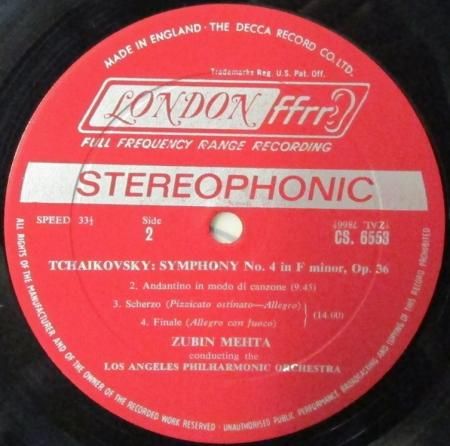 MADE IN ENGLAND · THE DECCA RECORD CO. LTD.
Trademarks Reg. U.S. Pat. Off.
LONDON ffrr
FULL FREQUENCY RANGE RECORDING
STEREOPHONIC
SPEED 33⅓
Side
2
CS. 6553
TCHAIKOVSKY: SYMPHONY No. 4 in F minor, Op. 36
2. Andantino in modo di canzone (9.45)
3. Scherzo (Pizzicato ostinato—Allegro)
4. Finale (Allegro con fuoco)
(14.00)
ZUBIN MEHTA
conducting the
LOS ANGELES PHILHARMONIC ORCHESTRA
ALL RIGHTS OF THE MANUFACTURER AND OF THE OWNER OF THE RECORDED WORK RESERVED · UNAUTHORISED PUBLIC PERFORMANCE, BROADCASTING AND COPYING OF THIS RECORD PROHIBITED